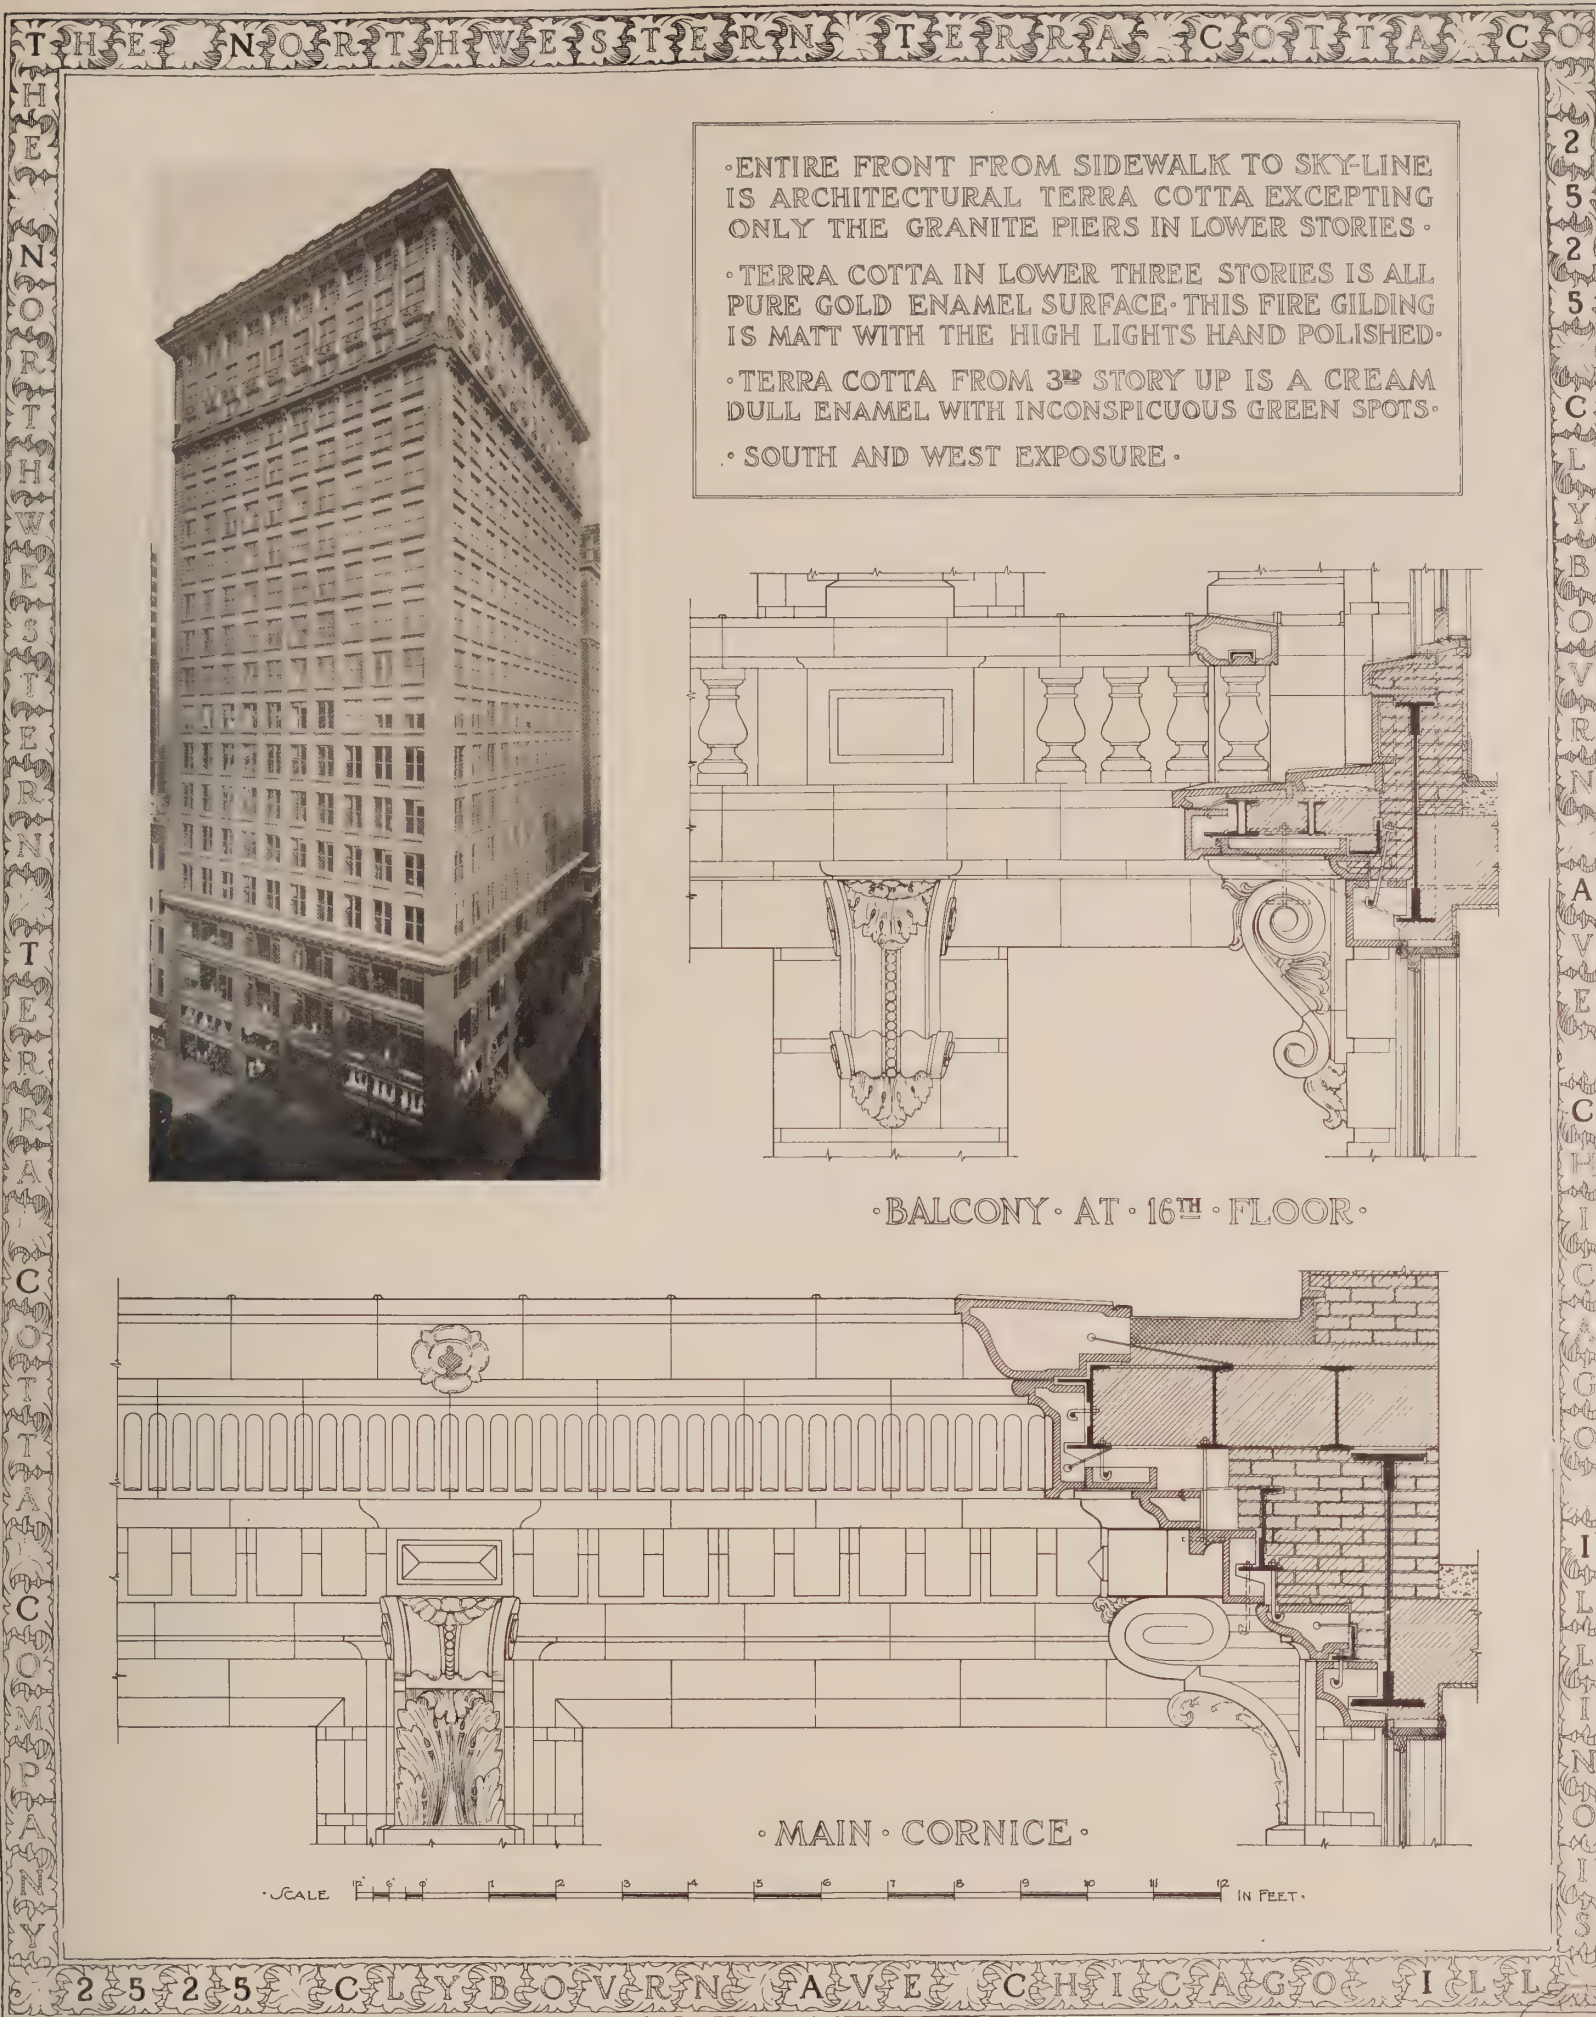 THE NORTHWESTERN TERRA COTTA CO
THE NORTHWESTERN TERRA COTTA COMPANY
·ENTIRE FRONT FROM SIDEWALK TO SKY-LINE
IS ARCHITECTURAL TERRA COTTA EXCEPTING
ONLY THE GRANITE PIERS IN LOWER STORIES·
·TERRA COTTA IN LOWER THREE STORIES IS ALL
PURE GOLD ENAMEL SURFACE·THIS FIRE GILDING
IS MATT WITH THE HIGH LIGHTS HAND POLISHED·
·TERRA COTTA FROM 3RD STORY UP IS A CREAM
DULL ENAMEL WITH INCONSPICUOUS GREEN SPOTS·
·SOUTH AND WEST EXPOSURE·
·BALCONY·AT·16TH·FLOOR·
·MAIN·CORNICE·
·SCALE 12" 6" 0 1 2 3 4 5 6 7 8 9 10 11 12 IN FEET·
2525 CLYBOVRN AVE CHICAGO ILLINOIS
2525 CLYBOVRN AVE CHICAGO ILL